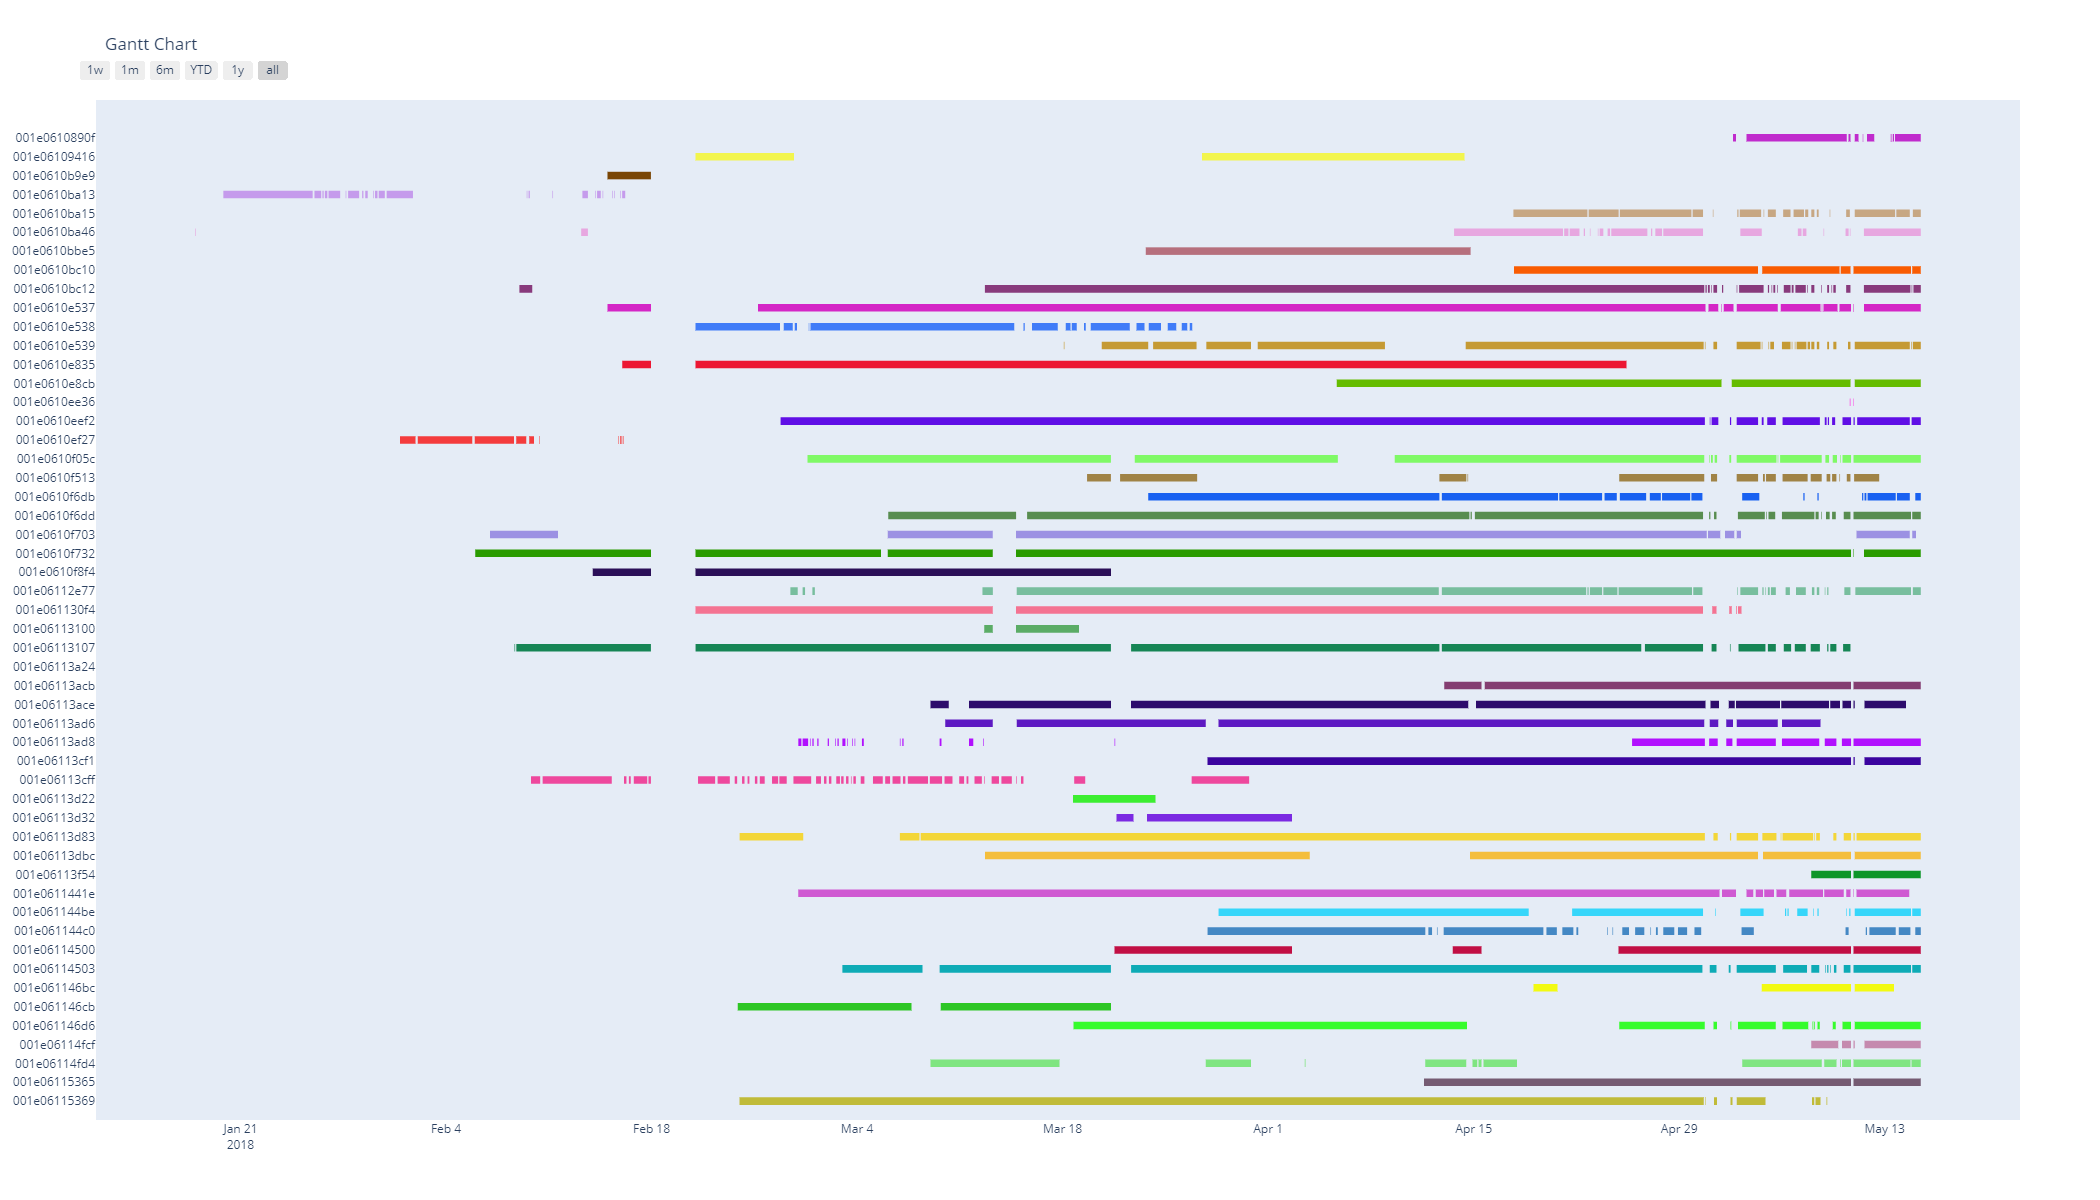 Gantt Chart
1w 1m 6m YTD 1y all
001e0610890f
001e06109416
001e0610b9e9
001e0610ba13
001e0610ba15
001e0610ba46
001e0610bbe5
001e0610bc10
001e0610bc12
001e0610e537
001e0610e538
001e0610e539
001e0610e835
001e0610e8cb
001e0610ee36
001e0610eef2
001e0610ef27
001e0610f05c
001e0610f513
001e0610f6db
001e0610f6dd
001e0610f703
001e0610f732
001e0610f8f4
001e06112e77
001e061130f4
001e06113100
001e06113107
001e06113a24
001e06113acb
001e06113ace
001e06113ad6
001e06113ad8
001e06113cf1
001e06113cff
001e06113d22
001e06113d32
001e06113d83
001e06113dbc
001e06113f54
001e0611441e
001e061144be
001e061144c0
001e06114500
001e06114503
001e061146bc
001e061146cb
001e061146d6
001e06114fcf
001e06114fd4
001e06115365
001e06115369
Jan 21 Feb 4 Feb 18 Mar 4 Mar 18 Apr 1 Apr 15 Apr 29 May 13
2018